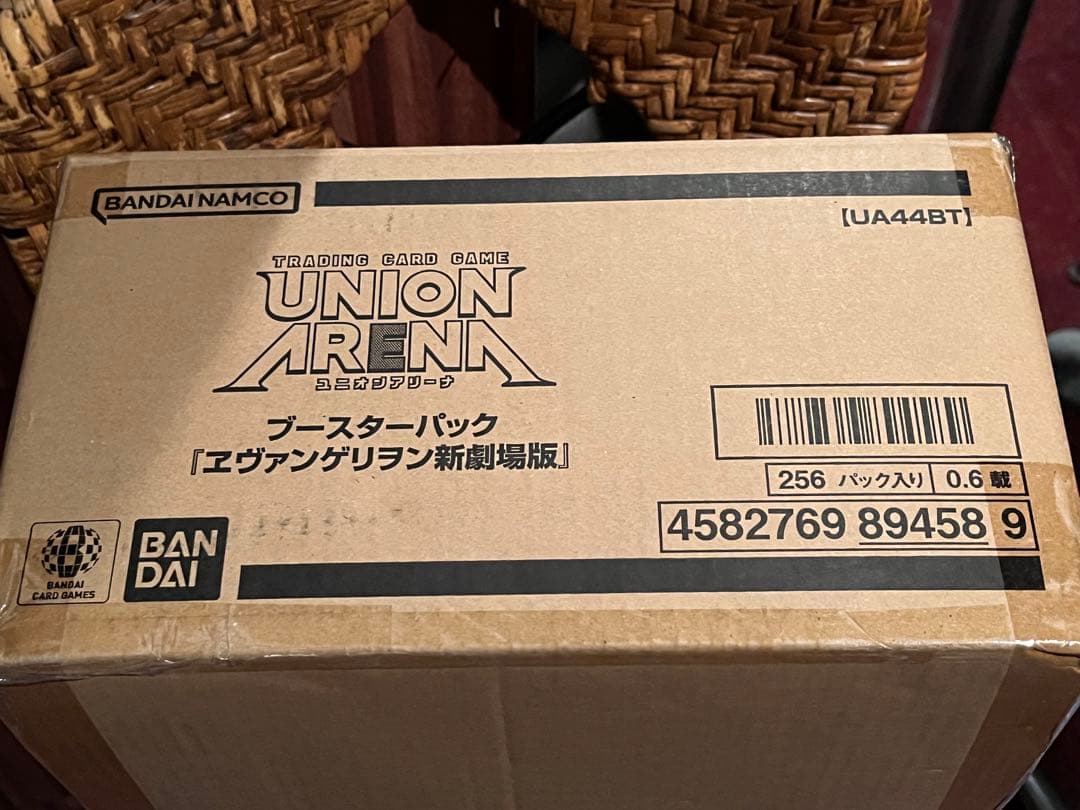 BANDAI NAMCO
【UA44BT】
TRADING CARD GAME
UNION
ARENA
ユニオンアリーナ
ブースターパック
『ヱヴァンゲリヲン新劇場版』
256 パック入り 0.6 載
4582769 89458 9
BANDAI
CARD GAMES
BAN
DAI